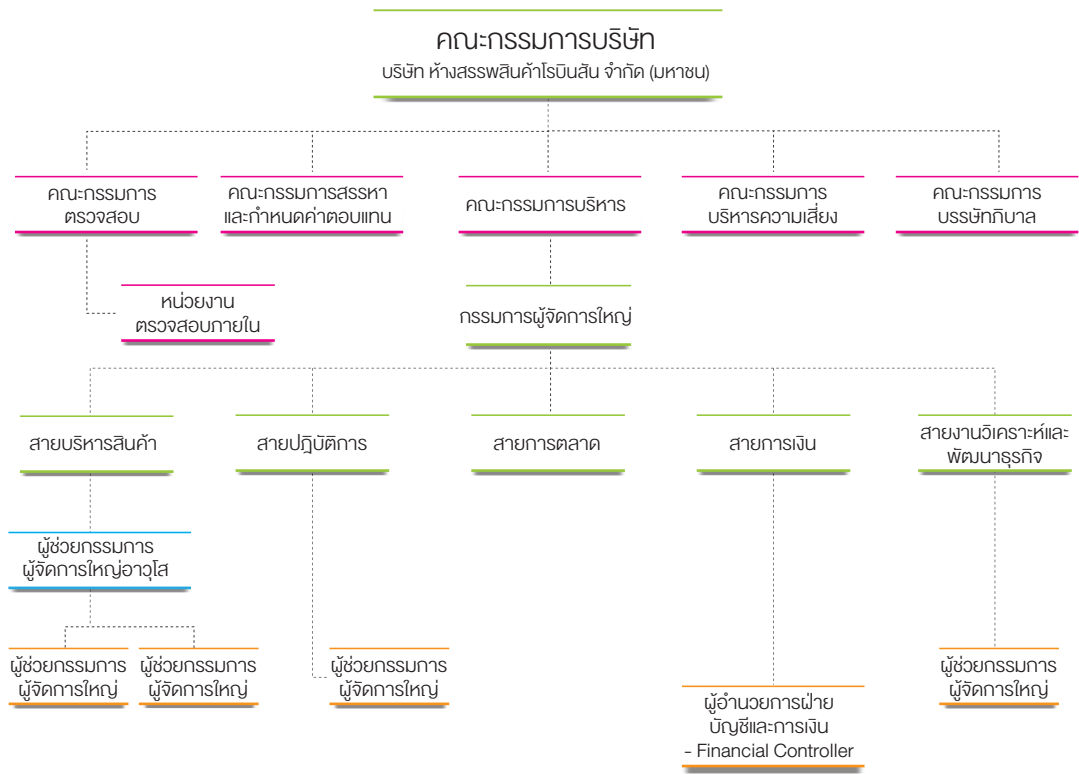 คณะกรรมการบริษัท
บริษัท ห้างสรรพสินค้าโรบินสัน จำกัด (มหาชน)
คณะกรรมการ
ตรวจสอบ
คณะกรรมการสรรหา
และกำหนดค่าตอบแทน
คณะกรรมการบริหาร
คณะกรรมการ
บริหารความเสี่ยง
คณะกรรมการ
บรรษัทภิบาล
หน่วยงาน
ตรวจสอบภายใน
กรรมการผู้จัดการใหญ่
สายบริหารสินค้า
สายปฎิบัติการ
สายการตลาด
สายการเงิน
สายงานวิเคราะห์และ
พัฒนาธุรกิจ
ผู้ช่วยกรรมการ
ผู้จัดการใหญ่อาวุโส
ผู้ช่วยกรรมการ
ผู้จัดการใหญ่
ผู้ช่วยกรรมการ
ผู้จัดการใหญ่
ผู้ช่วยกรรมการ
ผู้จัดการใหญ่
ผู้อำนวยการฝ่าย
บัญชีและการเงิน
- Financial Controller
ผู้ช่วยกรรมการ
ผู้จัดการใหญ่